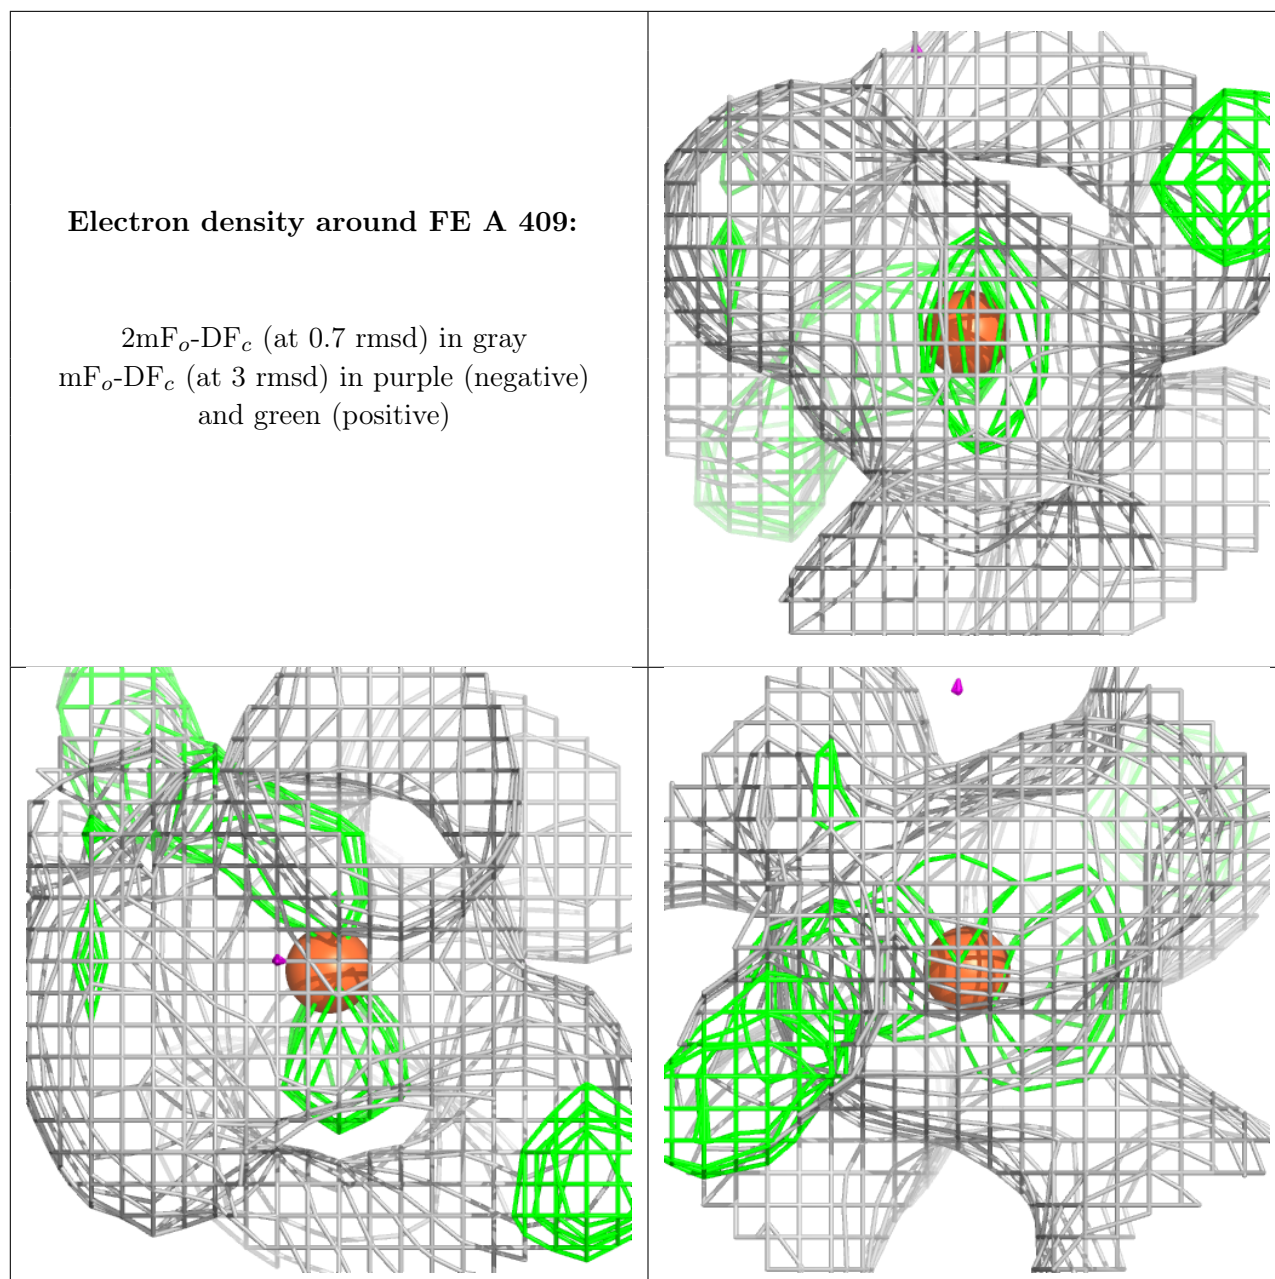 Electron density around FE A 409:
2mFo-DFc (at 0.7 rmsd) in gray
mFo-DFc (at 3 rmsd) in purple (negative)
and green (positive)